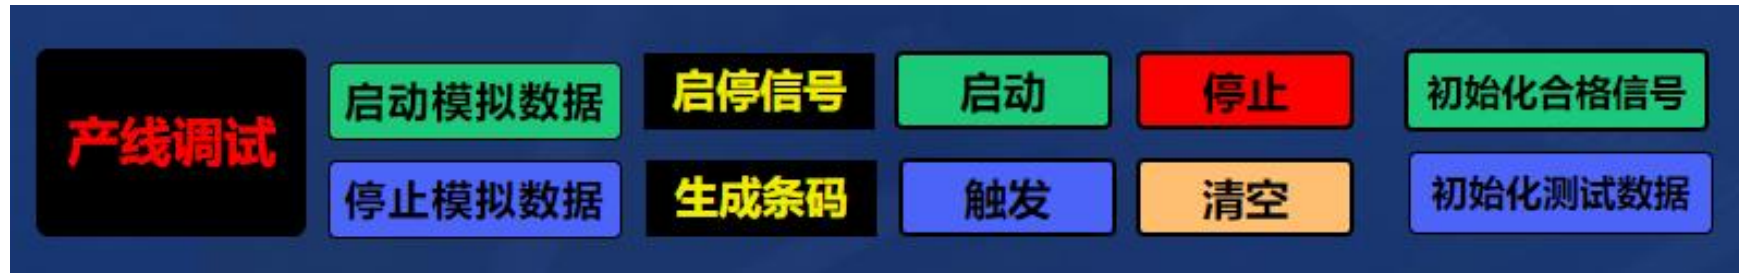 产线调试
启动模拟数据
停止模拟数据
启停信号
启动
停止
生成条码
触发
清空
初始化合格信号
初始化测试数据